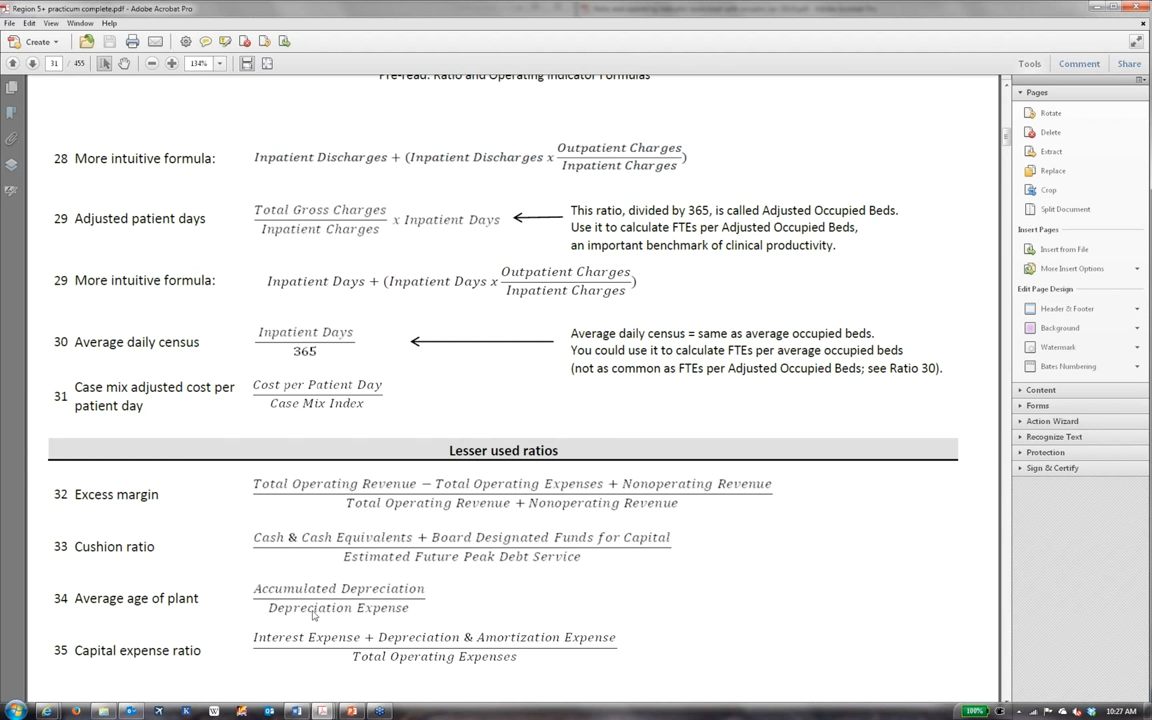 Region 5+ practicum complete.pdf - Adobe Acrobat Pro
File Edit View Window Help
Create
31 / 455 134% Tools Comment Share
Pre-read: Ratio and Operating Indicator Formulas
28 More intuitive formula: Inpatient Discharges + (Inpatient Discharges x Outpatient Charges
Inpatient Charges)
29 Adjusted patient days Total Gross Charges
Inpatient Charges x Inpatient Days
This ratio, divided by 365, is called Adjusted Occupied Beds.
Use it to calculate FTEs per Adjusted Occupied Beds,
an important benchmark of clinical productivity.
29 More intuitive formula: Inpatient Days + (Inpatient Days x Outpatient Charges
Inpatient Charges)
30 Average daily census Inpatient Days
365
Average daily census = same as average occupied beds.
You could use it to calculate FTEs per average occupied beds
(not as common as FTEs per Adjusted Occupied Beds; see Ratio 30).
31 Case mix adjusted cost per
patient day
Cost per Patient Day
Case Mix Index
Lesser used ratios
32 Excess margin Total Operating Revenue − Total Operating Expenses + Nonoperating Revenue
Total Operating Revenue + Nonoperating Revenue
33 Cushion ratio Cash & Cash Equivalents + Board Designated Funds for Capital
Estimated Future Peak Debt Service
34 Average age of plant Accumulated Depreciation
Depreciation Expense
35 Capital expense ratio Interest Expense + Depreciation & Amortization Expense
Total Operating Expenses
Pages
Rotate
Delete
Extract
Replace
Crop
Split Document
Insert Pages
Insert from File
More Insert Options
Edit Page Design
Header & Footer
Background
Watermark
Bates Numbering
Content
Forms
Action Wizard
Recognize Text
Protection
Sign & Certify
100% 10:27 AM